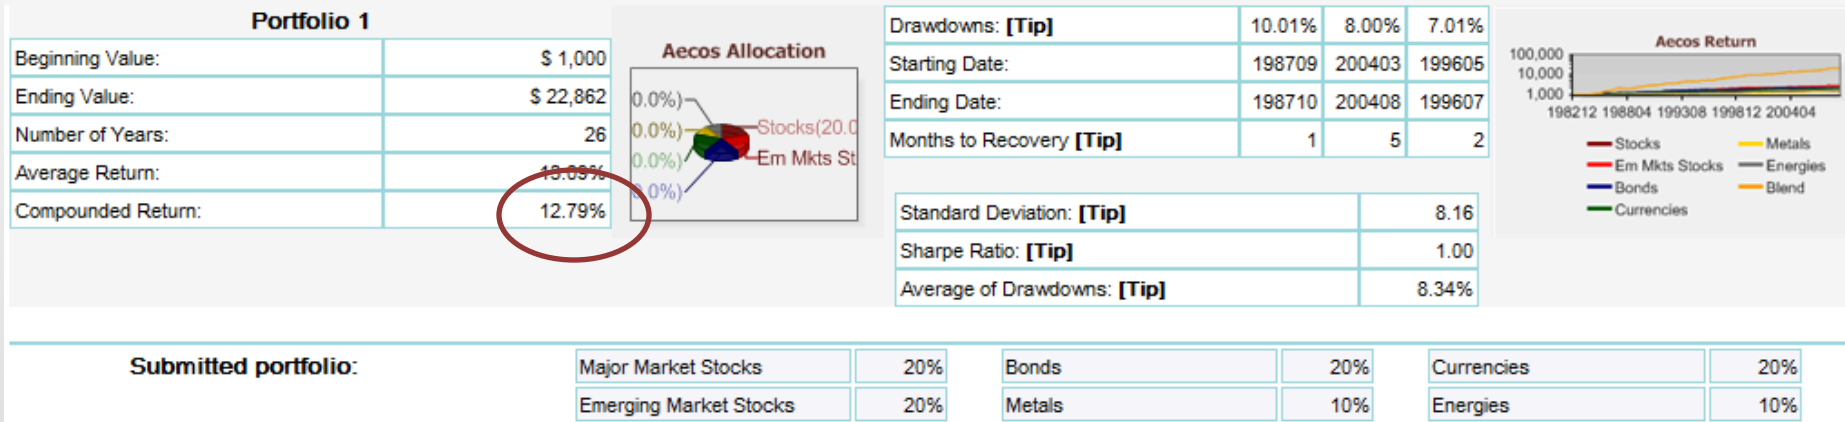 Portfolio 1
Beginning Value: $ 1,000
Ending Value: $ 22,862
Number of Years: 26
Average Return:
Compounded Return: 12.79%
Aecos Allocation
0.0%)
0.0%)
0.0%)
0.0%)
Stocks(20.0
Em Mkts St
Drawdowns: [Tip] 10.01% 8.00% 7.01%
Starting Date: 198709 200403 199605
Ending Date: 198710 200408 199607
Months to Recovery [Tip] 1 5 2
Standard Deviation: [Tip] 8.16
Sharpe Ratio: [Tip] 1.00
Average of Drawdowns: [Tip] 8.34%
Aecos Return
100,000
10,000
1,000
198212 198804 199308 199812 200404
Stocks Metals
Em Mkts Stocks Energies
Bonds Blend
Currencies
Submitted portfolio:
Major Market Stocks 20% Bonds 20% Currencies 20%
Emerging Market Stocks 20% Metals 10% Energies 10%